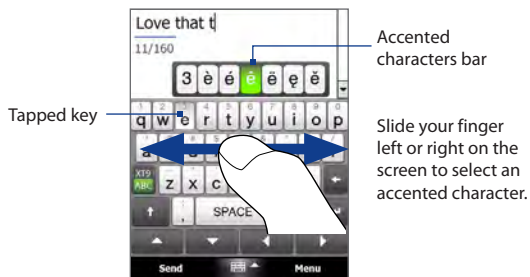 Love that t
11/160
Accented
characters bar
3 è é ė ë ę ě
Tapped key
q w e r t y u i o p
Slide your finger
left or right on the
screen to select an
accented character.
a
XT9
ABC
z x c
SPACE
Send
Menu